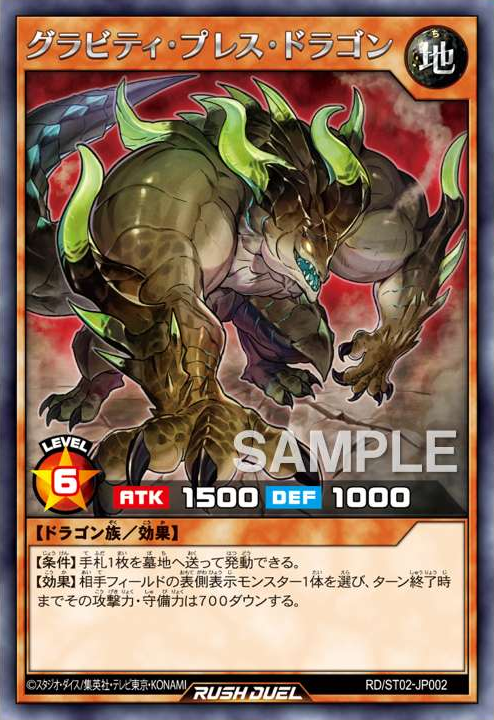 グラビティ・プレス・ドラゴン
地
SAMPLE
LEVEL
6
ATK 1500 DEF 1000
【ドラゴン族/効果】
【条件】手札1枚を墓地へ送って発動できる。
【効果】相手フィールドの表側表示モンスター1体を選び、ターン終了時
までその攻撃力・守備力は700ダウンする。
©スタジオ・ダイス/集英社・テレビ東京・KONAMI
RUSH DUEL
RD/ST02-JP002